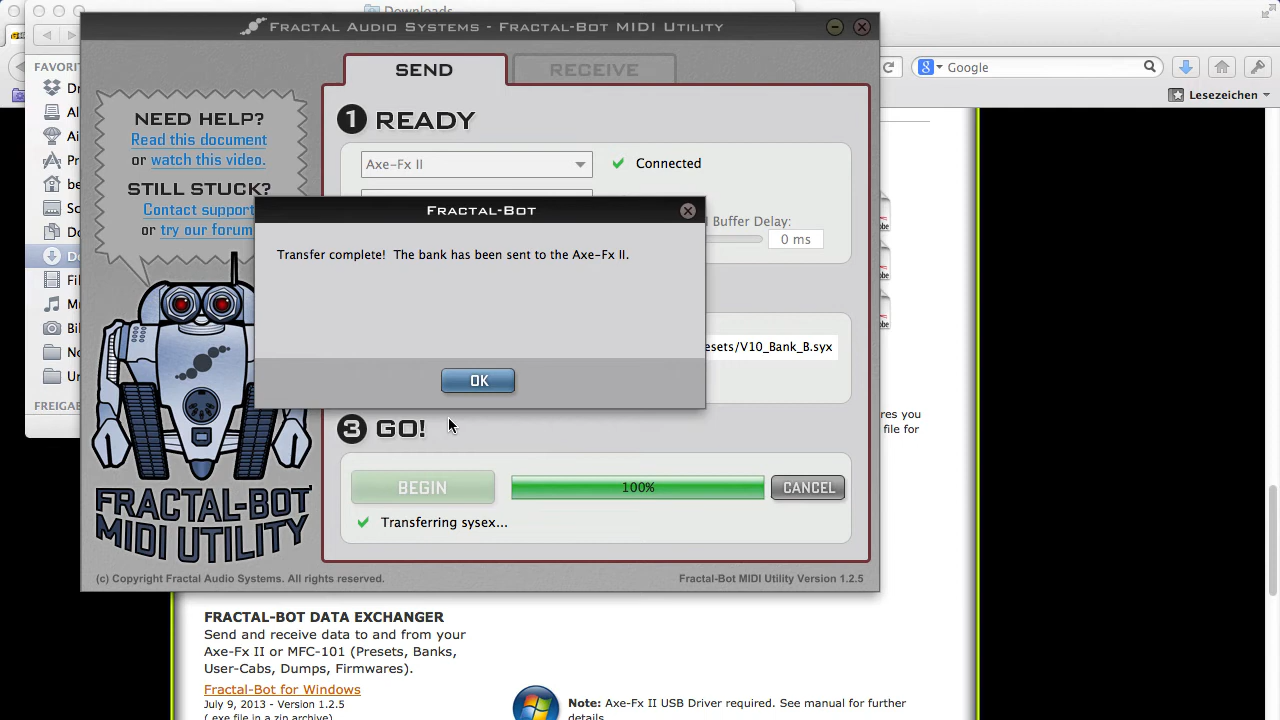 Downloads
FRACTAL AUDIO SYSTEMS - FRACTAL-BOT MIDI UTILITY
SEND
RECEIVE
FAVORI
Google
Lesezeichen
NEED HELP?
Read this document
or watch this video.
STILL STUCK?
Contact support
or try our forum
1 READY
Axe-Fx II
Connected
Buffer Delay:
0 ms
FRACTAL-BOT
Transfer complete! The bank has been sent to the Axe-Fx II.
OK
esets/V10_Bank_B.syx
3 GO!
BEGIN
100%
CANCEL
Transferring sysex...
FRACTAL-BOT
MIDI UTILITY
FREIGAB
file for
(c) Copyright Fractal Audio Systems. All rights reserved.
Fractal-Bot MIDI Utility Version 1.2.5
FRACTAL-BOT DATA EXCHANGER
Send and receive data to and from your
Axe-Fx II or MFC-101 (Presets, Banks,
User-Cabs, Dumps, Firmwares).
Fractal-Bot for Windows
July 9, 2013 - Version 1.2.5
(.exe file in a zip archive)
Note: Axe-Fx II USB Driver required. See manual for further
details